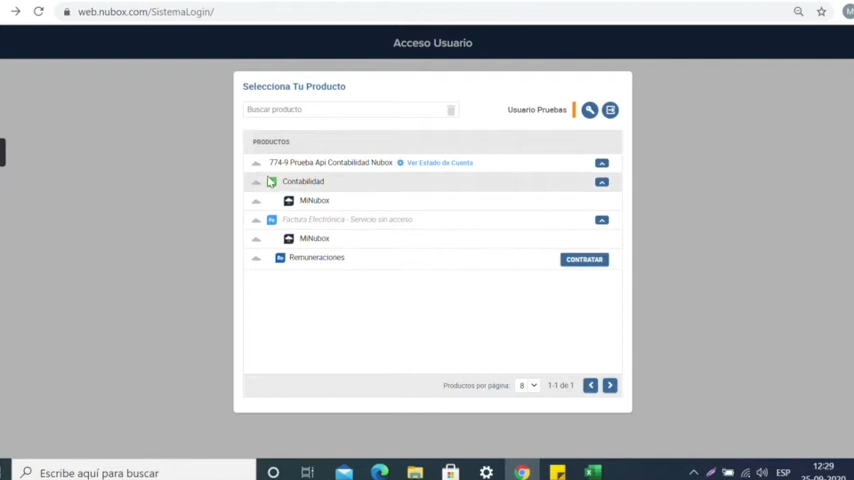 web.nubox.com/SistemaLogin/
Acceso Usuario
Selecciona Tu Producto
Buscar producto
Usuario Pruebas
PRODUCTOS
774-9 Prueba Api Contabilidad Nubox Ver Estado de Cuenta
Contabilidad
MiNubox
Factura Electrónica - Servicio sin acceso
MiNubox
Remuneraciones CONTRATAR
Productos por página: 8 1-1 de 1
Escribe aquí para buscar
ESP
12:29
25-09-2020